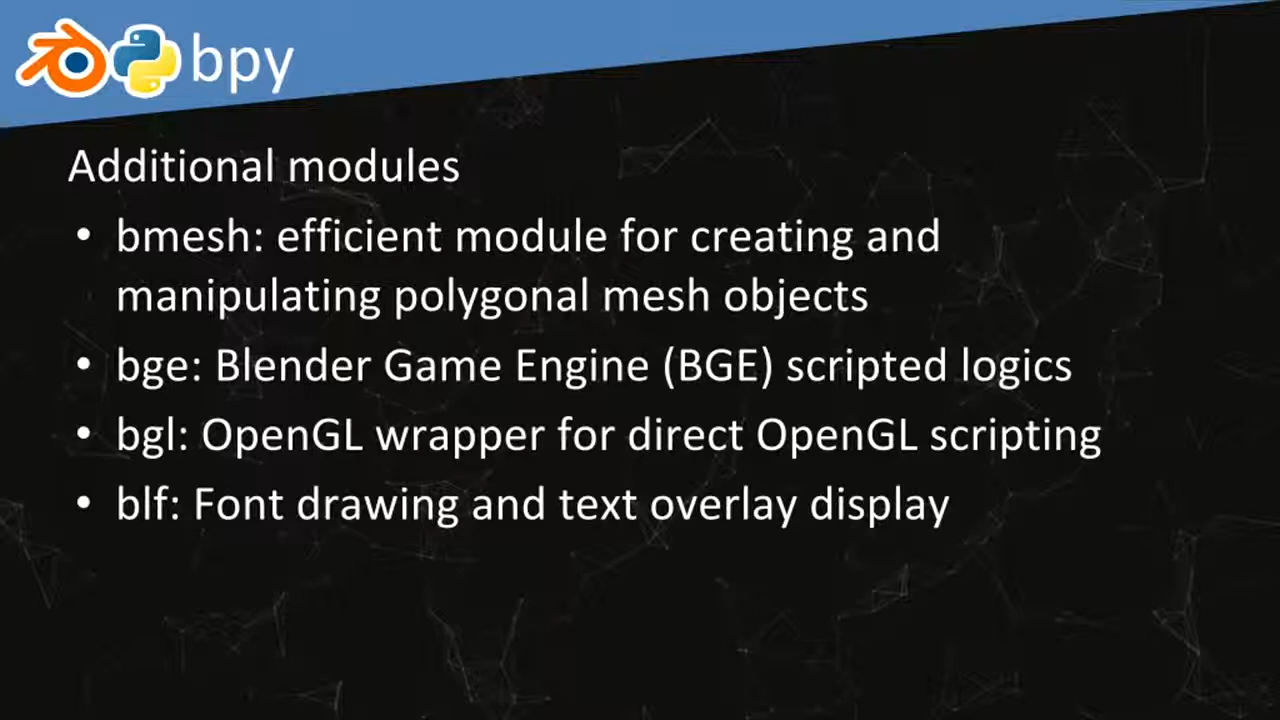 bpy
Additional modules
• bmesh: efficient module for creating and
manipulating polygonal mesh objects
• bge: Blender Game Engine (BGE) scripted logics
• bgl: OpenGL wrapper for direct OpenGL scripting
• blf: Font drawing and text overlay display